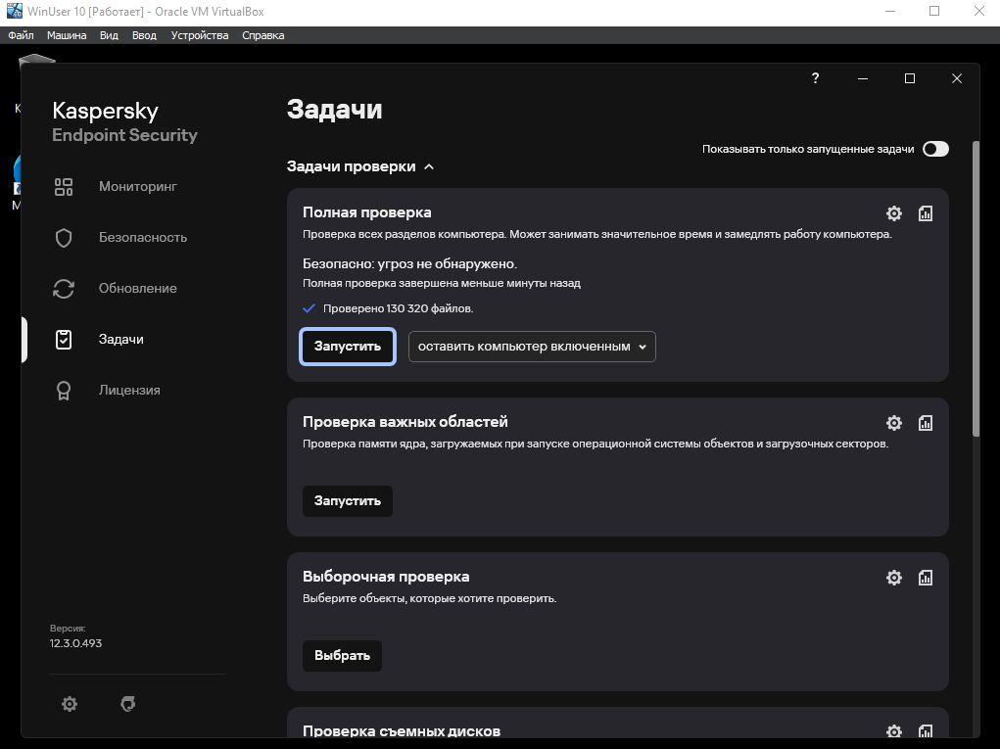 WinUser 10 [Работает] - Oracle VM VirtualBox
Файл Машина Вид Ввод Устройства Справка
?
Kaspersky
Endpoint Security
Мониторинг
Безопасность
Обновление
Задачи
Лицензия
Версия:
12.3.0.493
Задачи
Показывать только запущенные задачи
Задачи проверки
Полная проверка
Проверка всех разделов компьютера. Может занимать значительное время и замедлять работу компьютера.
Безопасно: угроз не обнаружено.
Полная проверка завершена меньше минуты назад
Проверено 130 320 файлов.
Запустить оставить компьютер включенным
Проверка важных областей
Проверка памяти ядра, загружаемых при запуске операционной системы объектов и загрузочных секторов.
Запустить
Выборочная проверка
Выберите объекты, которые хотите проверить.
Выбрать
Проверка съемных дисков